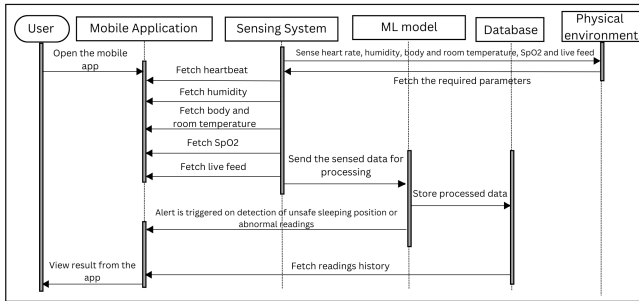 User
Mobile Application
Sensing System
ML model
Database
Physical
environment
Open the mobile
app
Sense heart rate, humidity, body and room temperature, SpO2 and live feed
Fetch heartbeat
Fetch the required parameters
Fetch humidity
Fetch body and
room temperature
Fetch SpO2
Fetch live feed
Send the sensed data for
processing
Store processed data
Alert is triggered on detection of unsafe sleeping position or
abnormal readings
View result from the
app
Fetch readings history